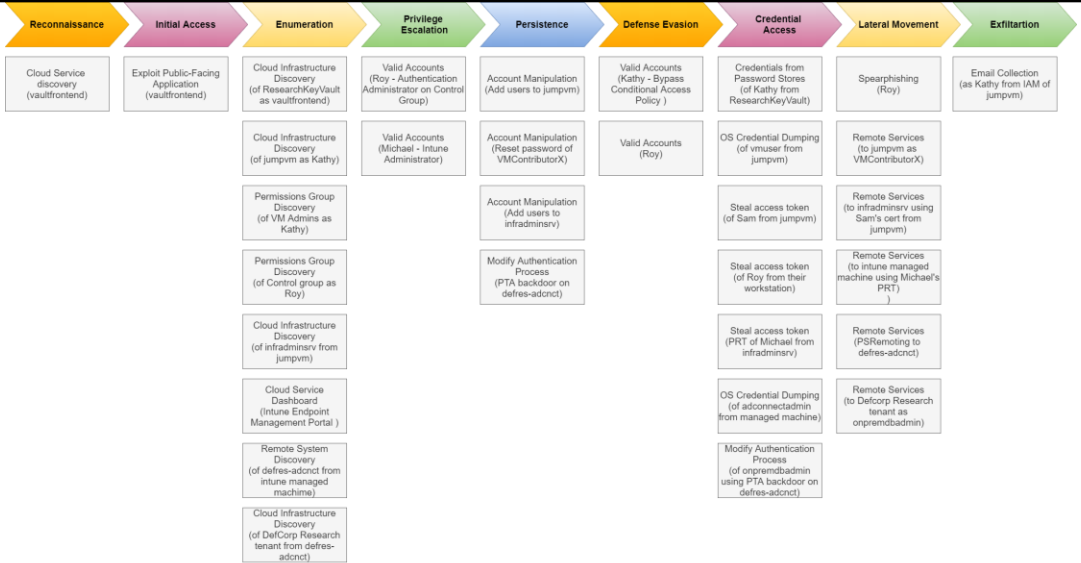 Reconnaissance
Initial Access
Enumeration
Privilege
Escalation
Persistence
Defense Evasion
Credential
Access
Lateral Movement
Exfiltartion
Cloud Service
discovery
(vaultfrontend)
Exploit Public-Facing
Application
(vaultfrontend)
Cloud Infrastructure
Discovery
(of ResearchKeyVault
as vaultfrontend)
Cloud Infrastructure
Discovery
(of jumpvm as Kathy)
Permissions Group
Discovery
(of VM Admins as
Kathy)
Permissions Group
Discovery
(of Control group as
Roy)
Cloud Infrastructure
Discovery
(of infradminsrv from
jumpvm)
Cloud Service
Dashboard
(Intune Endpoint
Management Portal )
Remote System
Discovery
(of defres-adcnct from
intune managed
machime)
Cloud Infrastructure
Discovery
(of DefCorp Research
tenant from defres-
adcnct)
Valid Accounts
(Roy - Authentication
Administrator on Control
Group)
Valid Accounts
(Michael - Intune
Administrator)
Account Manipulation
(Add users to jumpvm)
Account Manipulation
(Reset password of
VMContributorX)
Account Manipulation
(Add users to
infradminsrv)
Modify Authentication
Process
(PTA backdoor on
defres-adcnct)
Valid Accounts
(Kathy - Bypass
Conditional Access
Policy )
Valid Accounts
(Roy)
Credentials from
Password Stores
(of Kathy from
ResearchKeyVault)
OS Credential Dumping
(of vmuser from
jumpvm)
Steal access token
(of Sam from jumpvm)
Steal access token
(of Roy from their
workstation)
Steal access token
(PRT of Michael from
infradminsrv)
OS Credential Dumping
(of adconnectadmin
from managed machine)
Modify Authentication
Process
(of onpremdbadmin
using PTA backdoor on
defres-adcnct)
Spearphishing
(Roy)
Remote Services
(to jumpvm as
VMContributorX)
Remote Services
(to infradminsrv using
Sam's cert from
jumpvm)
Remote Services
(to intune managed
machine using Michael's
PRT)
)
Remote Services
(PSRemoting to
defres-adcnct)
Remote Services
(to Defcorp Research
tenant as
onpremdbadmin)
Email Collection
(as Kathy from IAM of
jumpvm)